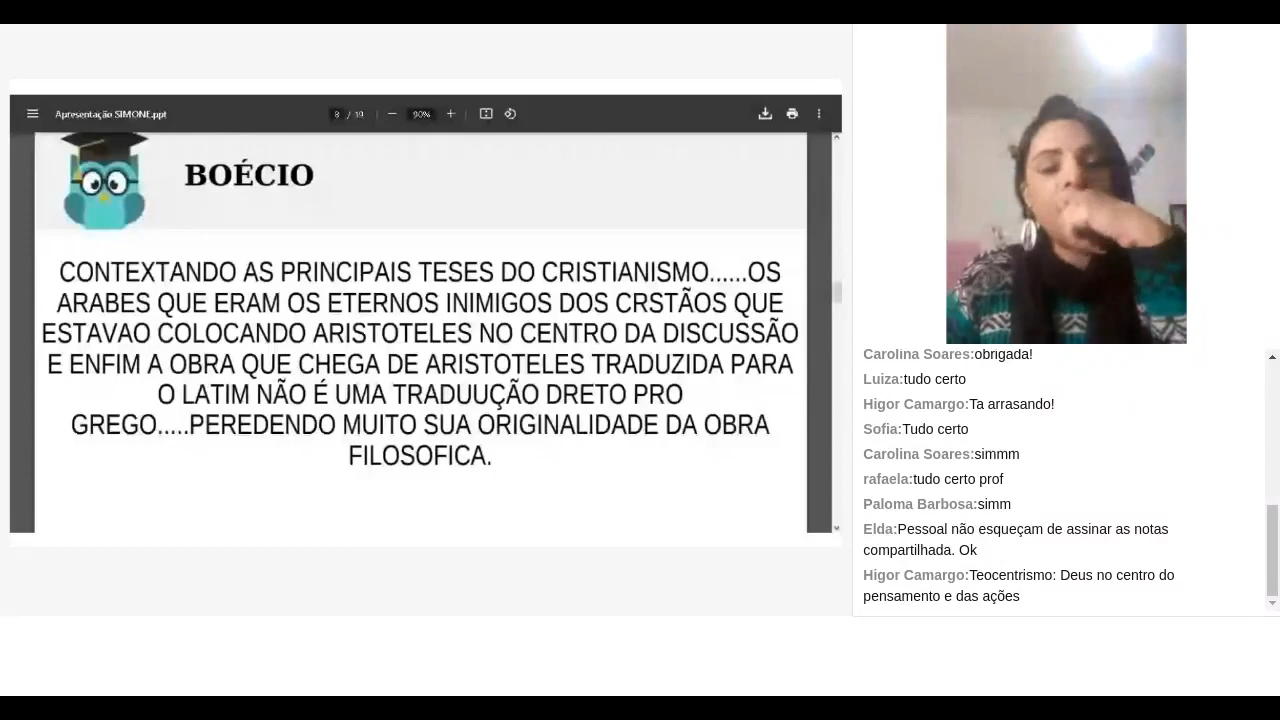 Apresentação SIMONE.ppt
8 / 19
90%
BOÉCIO
CONTEXTANDO AS PRINCIPAIS TESES DO CRISTIANISMO......OS
ARABES QUE ERAM OS ETERNOS INIMIGOS DOS CRSTÃOS QUE
ESTAVAO COLOCANDO ARISTOTELES NO CENTRO DA DISCUSSÃO
E ENFIM A OBRA QUE CHEGA DE ARISTOTELES TRADUZIDA PARA
O LATIM NÃO É UMA TRADUUÇÃO DRETO PRO
GREGO.....PEREDENDO MUITO SUA ORIGINALIDADE DA OBRA
FILOSOFICA.
Carolina Soares:obrigada!
Luiza:tudo certo
Higor Camargo:Ta arrasando!
Sofia:Tudo certo
Carolina Soares:simmm
rafaela:tudo certo prof
Paloma Barbosa:simm
Elda:Pessoal não esqueçam de assinar as notas
compartilhada. Ok
Higor Camargo:Teocentrismo: Deus no centro do
pensamento e das ações